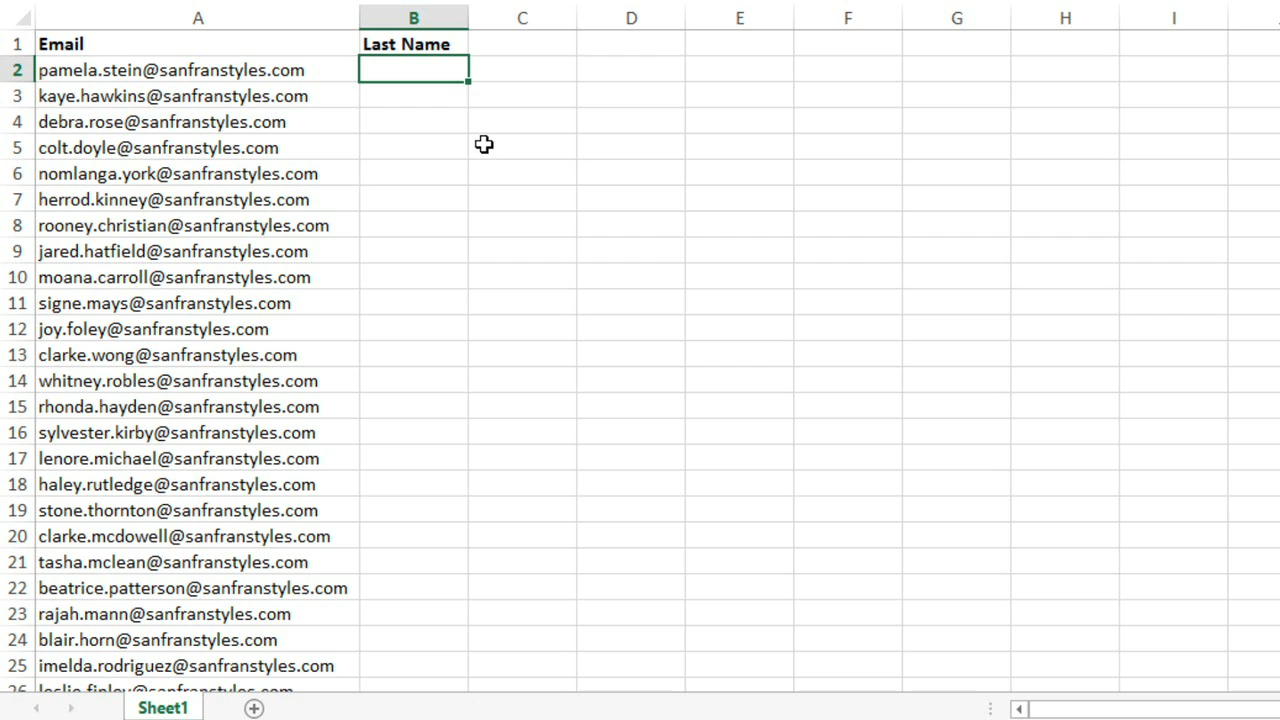 A B C D E F G H I
1 Email Last Name
2 pamela.stein@sanfranstyles.com
3 kaye.hawkins@sanfranstyles.com
4 debra.rose@sanfranstyles.com
5 colt.doyle@sanfranstyles.com
6 nomlanga.york@sanfranstyles.com
7 herrod.kinney@sanfranstyles.com
8 rooney.christian@sanfranstyles.com
9 jared.hatfield@sanfranstyles.com
10 moana.carroll@sanfranstyles.com
11 signe.mays@sanfranstyles.com
12 joy.foley@sanfranstyles.com
13 clarke.wong@sanfranstyles.com
14 whitney.robles@sanfranstyles.com
15 rhonda.hayden@sanfranstyles.com
16 sylvester.kirby@sanfranstyles.com
17 lenore.michael@sanfranstyles.com
18 haley.rutledge@sanfranstyles.com
19 stone.thornton@sanfranstyles.com
20 clarke.mcdowell@sanfranstyles.com
21 tasha.mclean@sanfranstyles.com
22 beatrice.patterson@sanfranstyles.com
23 rajah.mann@sanfranstyles.com
24 blair.horn@sanfranstyles.com
25 imelda.rodriguez@sanfranstyles.com
26 leslie.finley@sanfranstyles.com
Sheet1